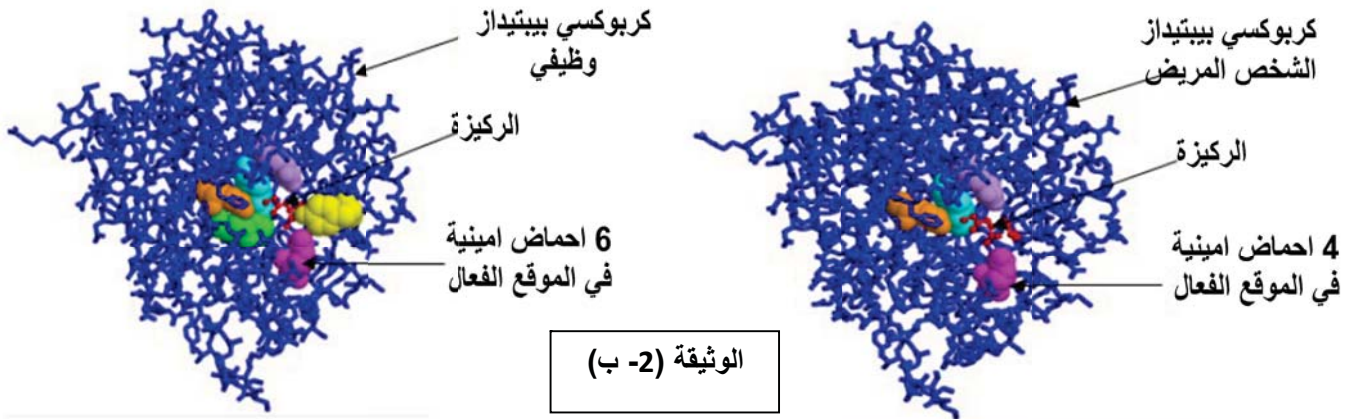 كربوكسي بيبتيداز
وظيفي
الركيزة
6 احماض امينية
في الموقع الفعال
كربوكسي بيبتيداز
الشخص المريض
الركيزة
4 احماض امينية
في الموقع الفعال
الوثيقة (2- ب)